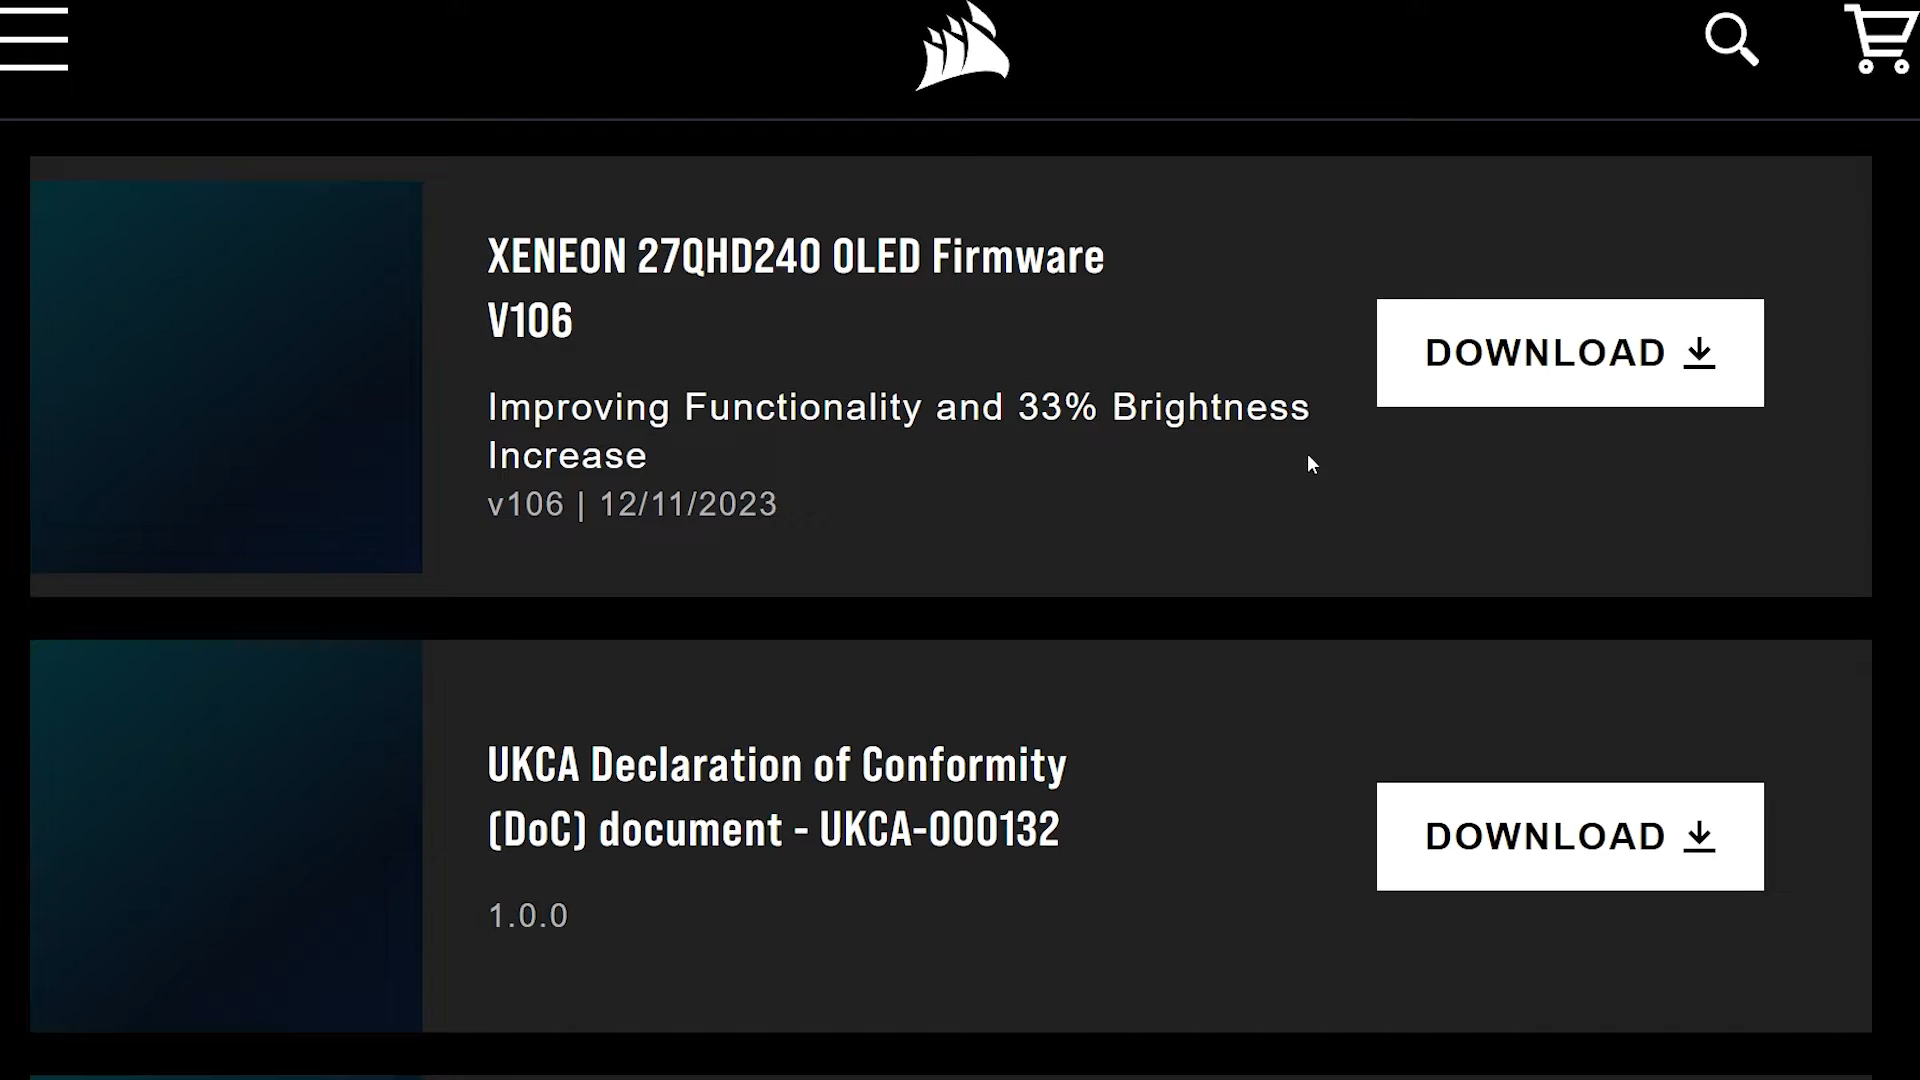 XENEON 27QHD240 OLED Firmware
V106
DOWNLOAD
Improving Functionality and 33% Brightness
Increase
v106 | 12/11/2023
UKCA Declaration of Conformity
(DoC) document - UKCA-000132
DOWNLOAD
1.0.0